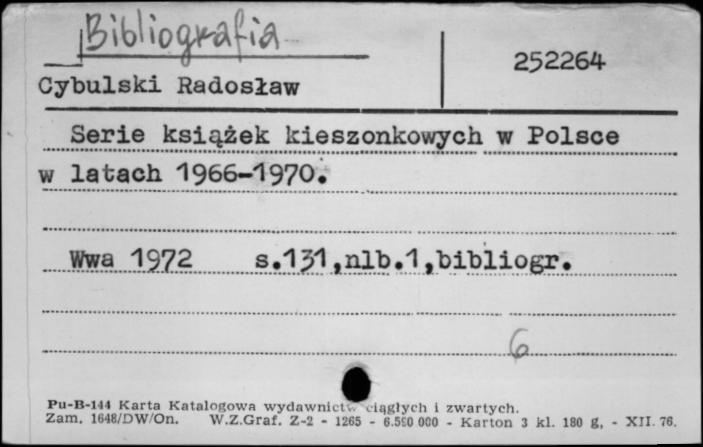 Bibliografia
252264
Cybulski Radosław
Serie książek kieszonkowych w Polsce
w latach 1966-1970.
Wwa 1972 s.131,nlb.1,bibliogr.
6
Pu-B-144 Karta Katalogowa wydawnictw ciągłych i zwartych.
Zam. 1648/DW/On. W.Z.Graf. Z-2 - 1265 - 6.590 000 - Karton 3 kl. 180 g, - XII. 76.